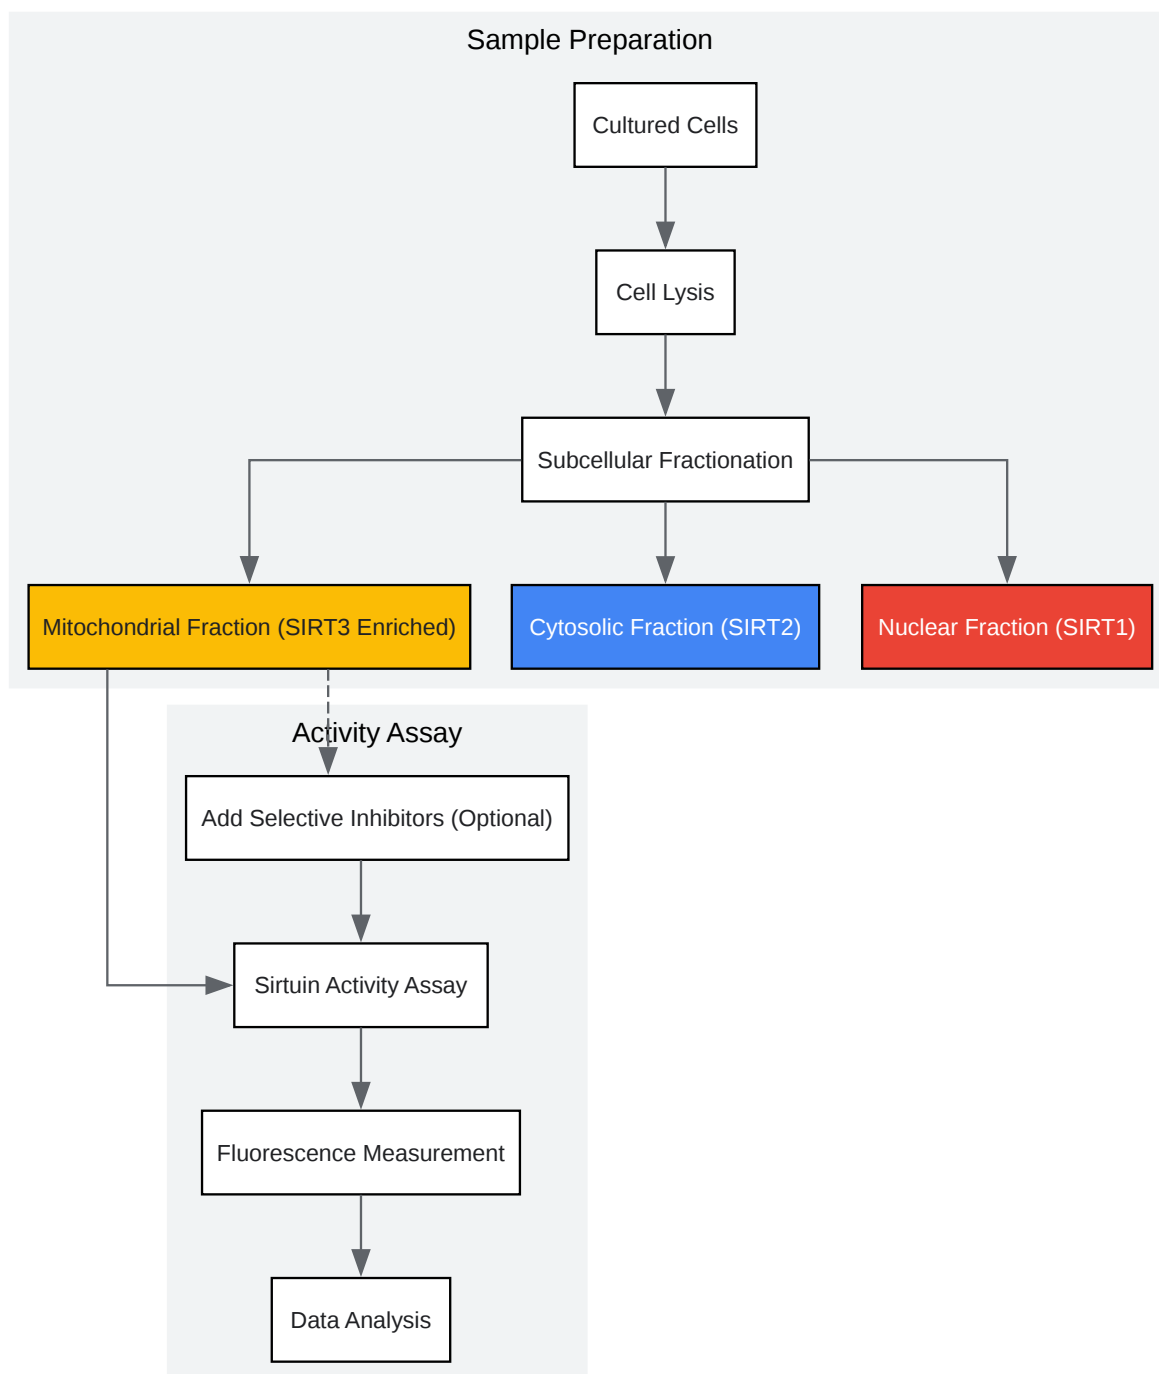 Sample Preparation
Cultured Cells
Cell Lysis
Subcellular Fractionation
Mitochondrial Fraction (SIRT3 Enriched)
Cytosolic Fraction (SIRT2)
Nuclear Fraction (SIRT1)
Activity Assay
Add Selective Inhibitors (Optional)
Sirtuin Activity Assay
Fluorescence Measurement
Data Analysis